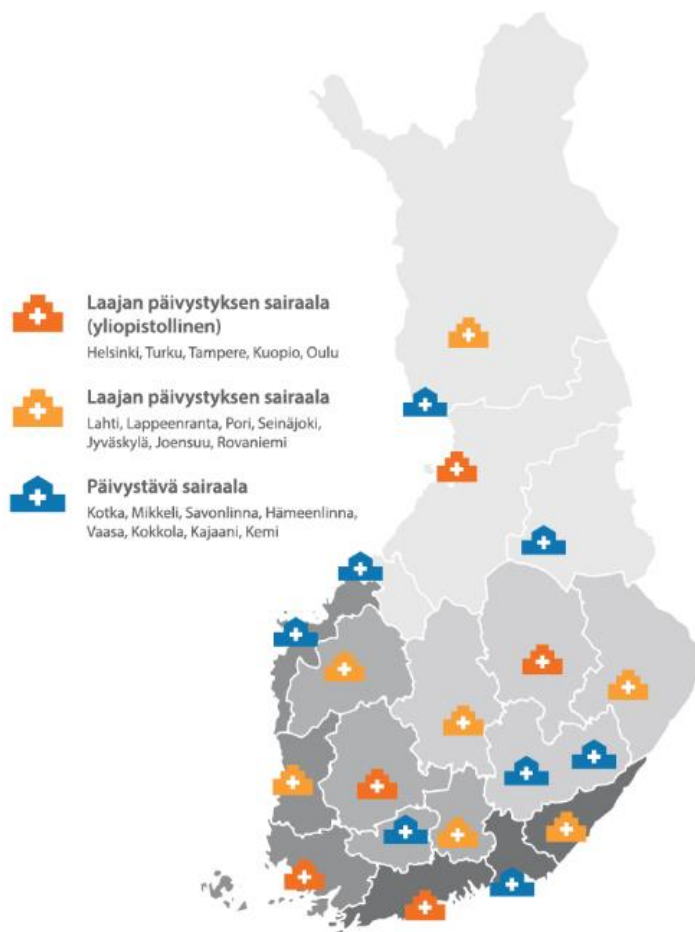 Laajan päivystyksen sairaala
(yliopistollinen)
Helsinki, Turku, Tampere, Kuopio, Oulu
Laajan päivystyksen sairaala
Lahti, Lappeenranta, Pori, Seinäjoki,
Jyväskylä, Joensuu, Rovaniemi
Päivystävä sairaala
Kotka, Mikkeli, Savonlinna, Hämeenlinna,
Vaasa, Kokkola, Kajaani, Kemi